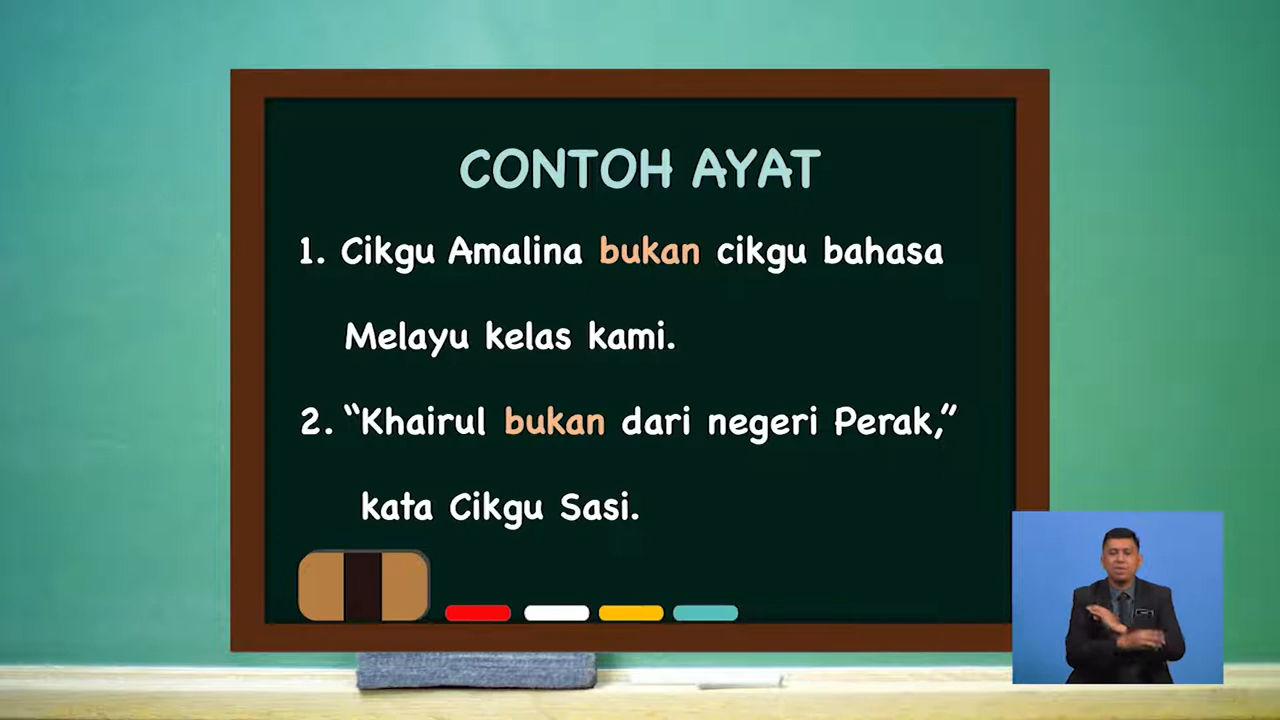 CONTOH AYAT
1. Cikgu Amalina bukan cikgu bahasa
Melayu kelas kami.
2. “Khairul bukan dari negeri Perak,”
kata Cikgu Sasi.